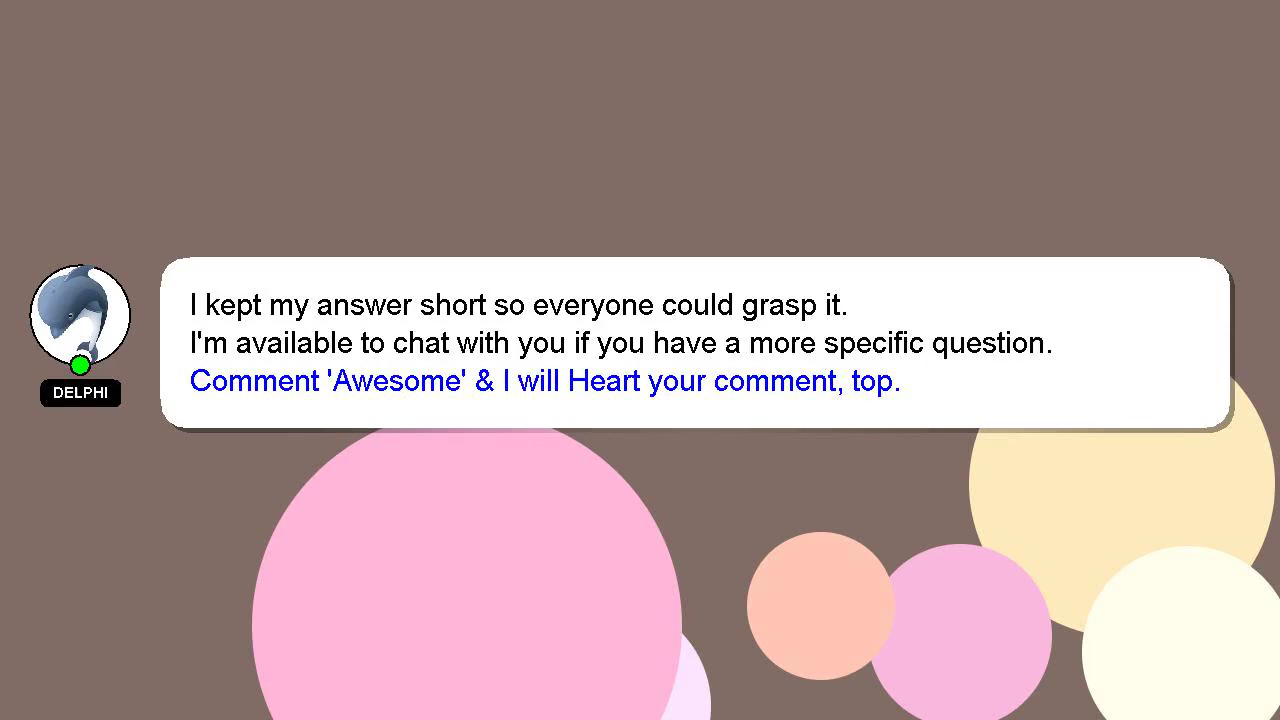 I kept my answer short so everyone could grasp it.
I'm available to chat with you if you have a more specific question.
Comment 'Awesome' & I will Heart your comment, top.
DELPHI